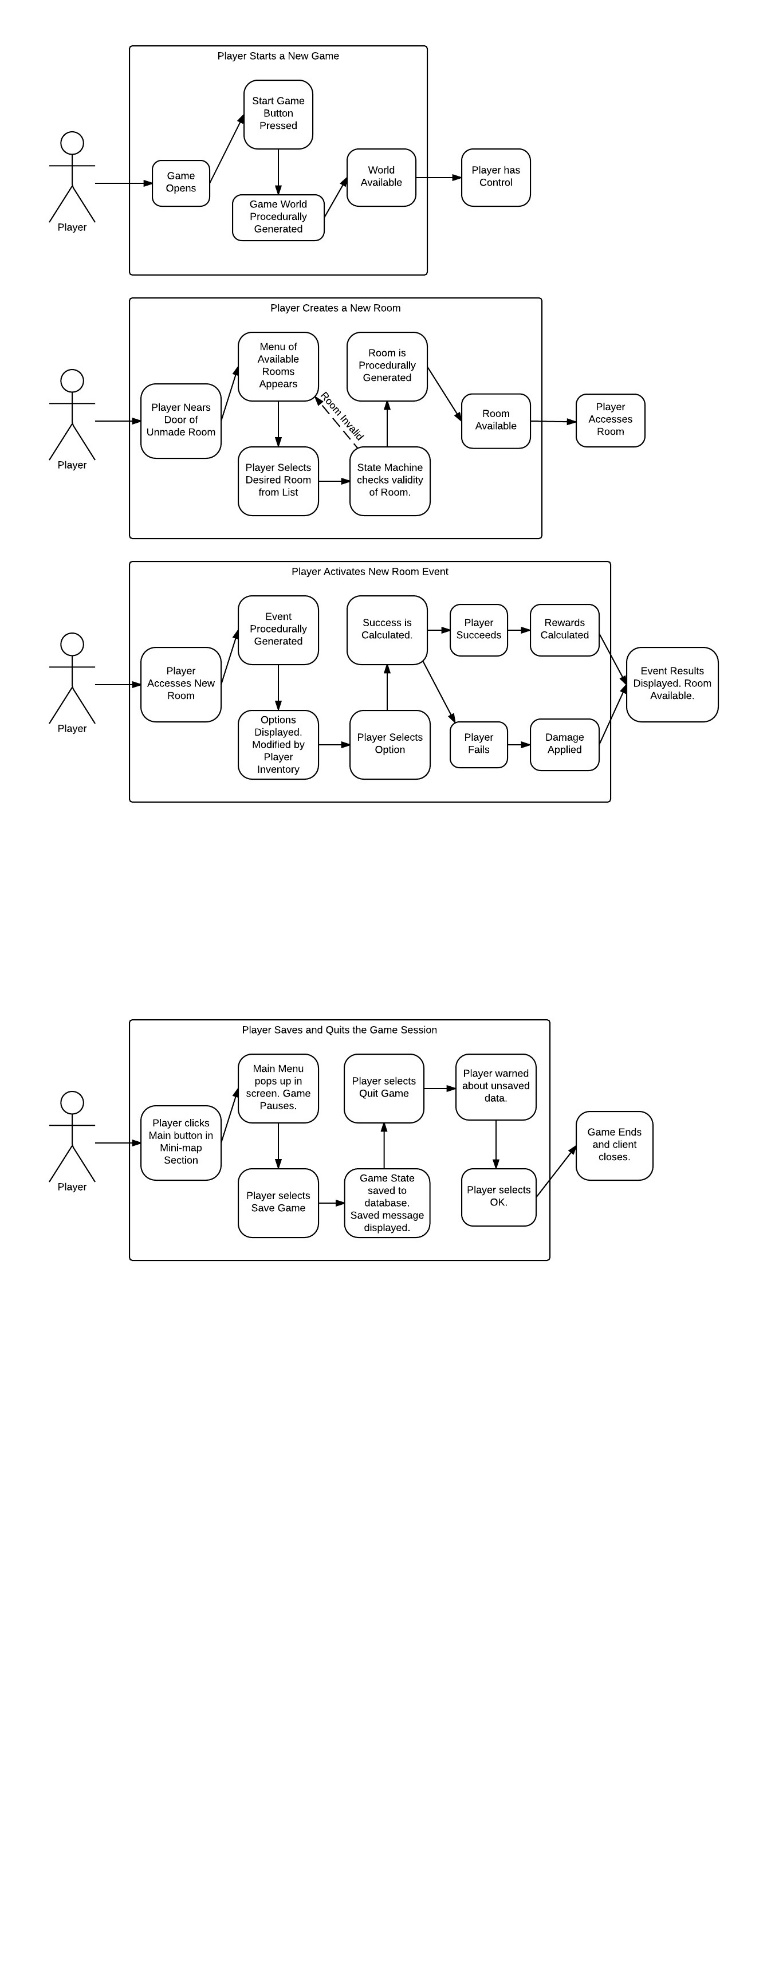 Player Starts a New Game
Start Game
Button
Pressed
Game
Opens
Game World
Procedurally
Generated
World
Available
Player has
Control
Player
Player Creates a New Room
Player Nears
Door of
Unmade Room
Menu of
Available
Rooms
Appears
Player Selects
Desired Room
from List
Room Invalid
State Machine
checks validity
of Room.
Room is
Procedurally
Generated
Room
Available
Player
Accesses
Room
Player
Player Activates New Room Event
Player
Accesses New
Room
Event
Procedurally
Generated
Options
Displayed.
Modified by
Player
Inventory
Player Selects
Option
Success is
Calculated.
Player
Succeeds
Rewards
Calculated
Player
Fails
Damage
Applied
Event Results
Displayed. Room
Available.
Player
Player Saves and Quits the Game Session
Player clicks
Main button in
Mini-map
Section
Main Menu
pops up in
screen. Game
Pauses.
Player selects
Save Game
Game State
saved to
database.
Saved message
displayed.
Player selects
Quit Game
Player warned
about unsaved
data.
Player selects
OK.
Game Ends
and client
closes.
Player